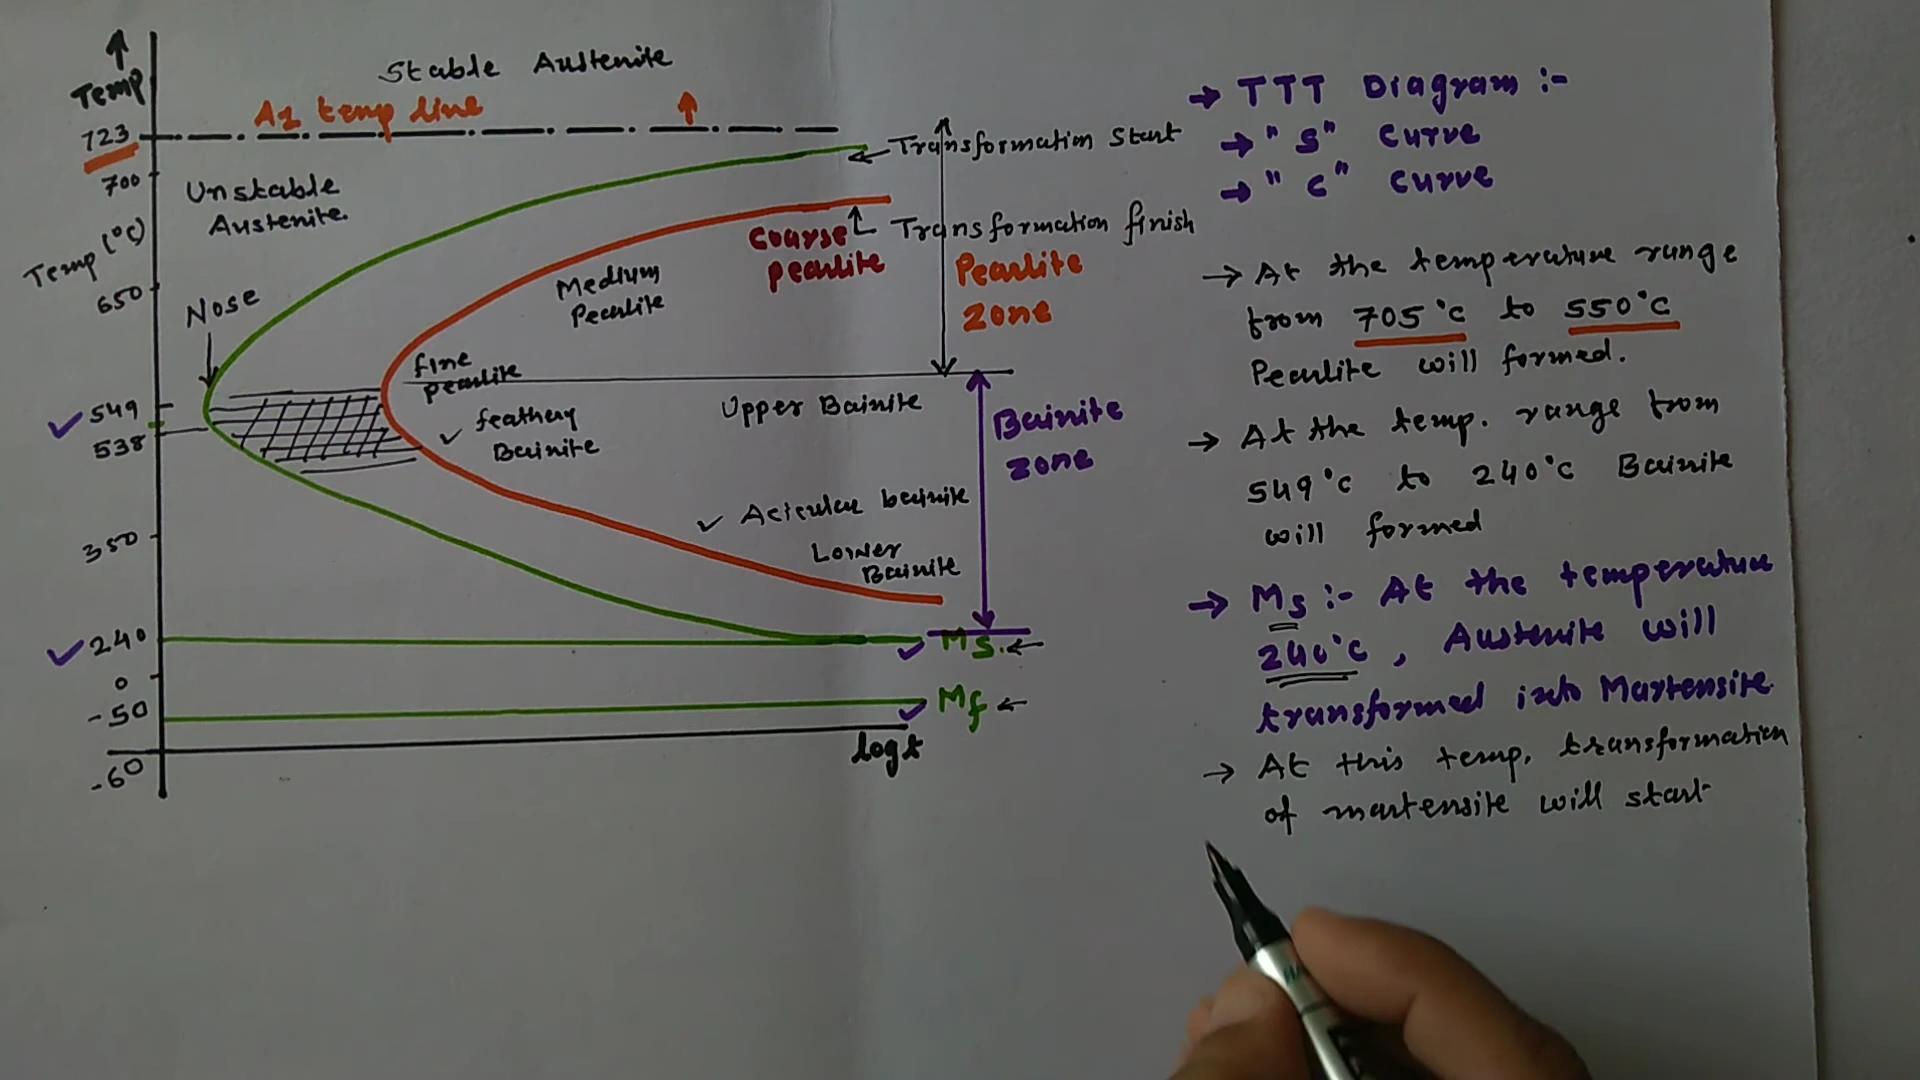 Stable Austenite
Temp
A1 temp line
723
Transformation Start
700
Unstable
Austenite.
Transformation finish
Temp (°C)
Coarse
Pearlite
Pearlite
Zone
650
Nose
Medium
Pearlite
fine
Pearlite
549
Upper Bainite
Bainite
Zone
538
feathery
Bainite
Acicular bainite
350
Lower
Bainite
240
Ms.
0
-50
Mf
log t
-60
→ TTT Diagram :-
→ "S" Curve
→ "C" Curve
→ At the temperature range
from 705°C to 550°C
Pearlite will formed.
→ At the temp. range from
549°C to 240°C Bainite
will formed
→ Ms :- At the temperature
240°C, Austenite will
transformed into Martensite.
→ At this temp. transformation
of martensite will start